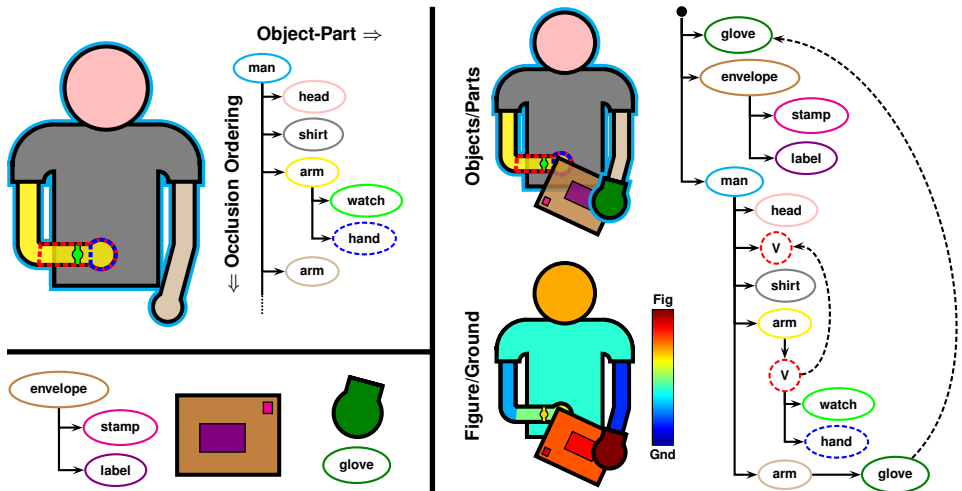 Object-Part ⇒
⇐ Occlusion Ordering
man
head
shirt
arm
watch
hand
arm
envelope
stamp
label
glove
Objects/Parts
Figure/Ground
Fig
Gnd
glove
envelope
stamp
label
man
head
V
shirt
arm
V
watch
hand
arm
glove